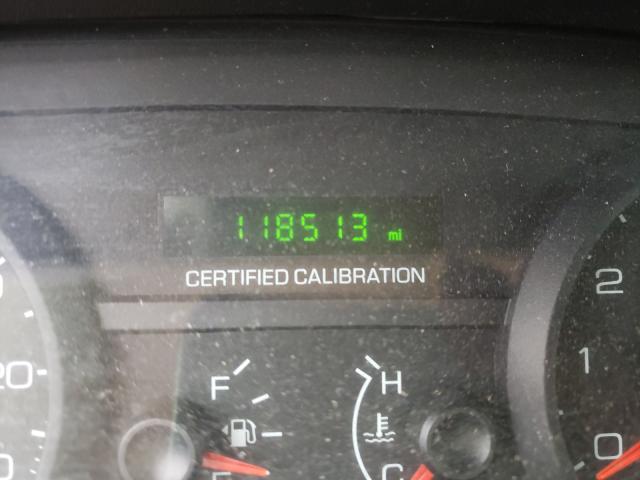 118513 mi
CERTIFIED CALIBRATION
2
F H
1
20
0
C